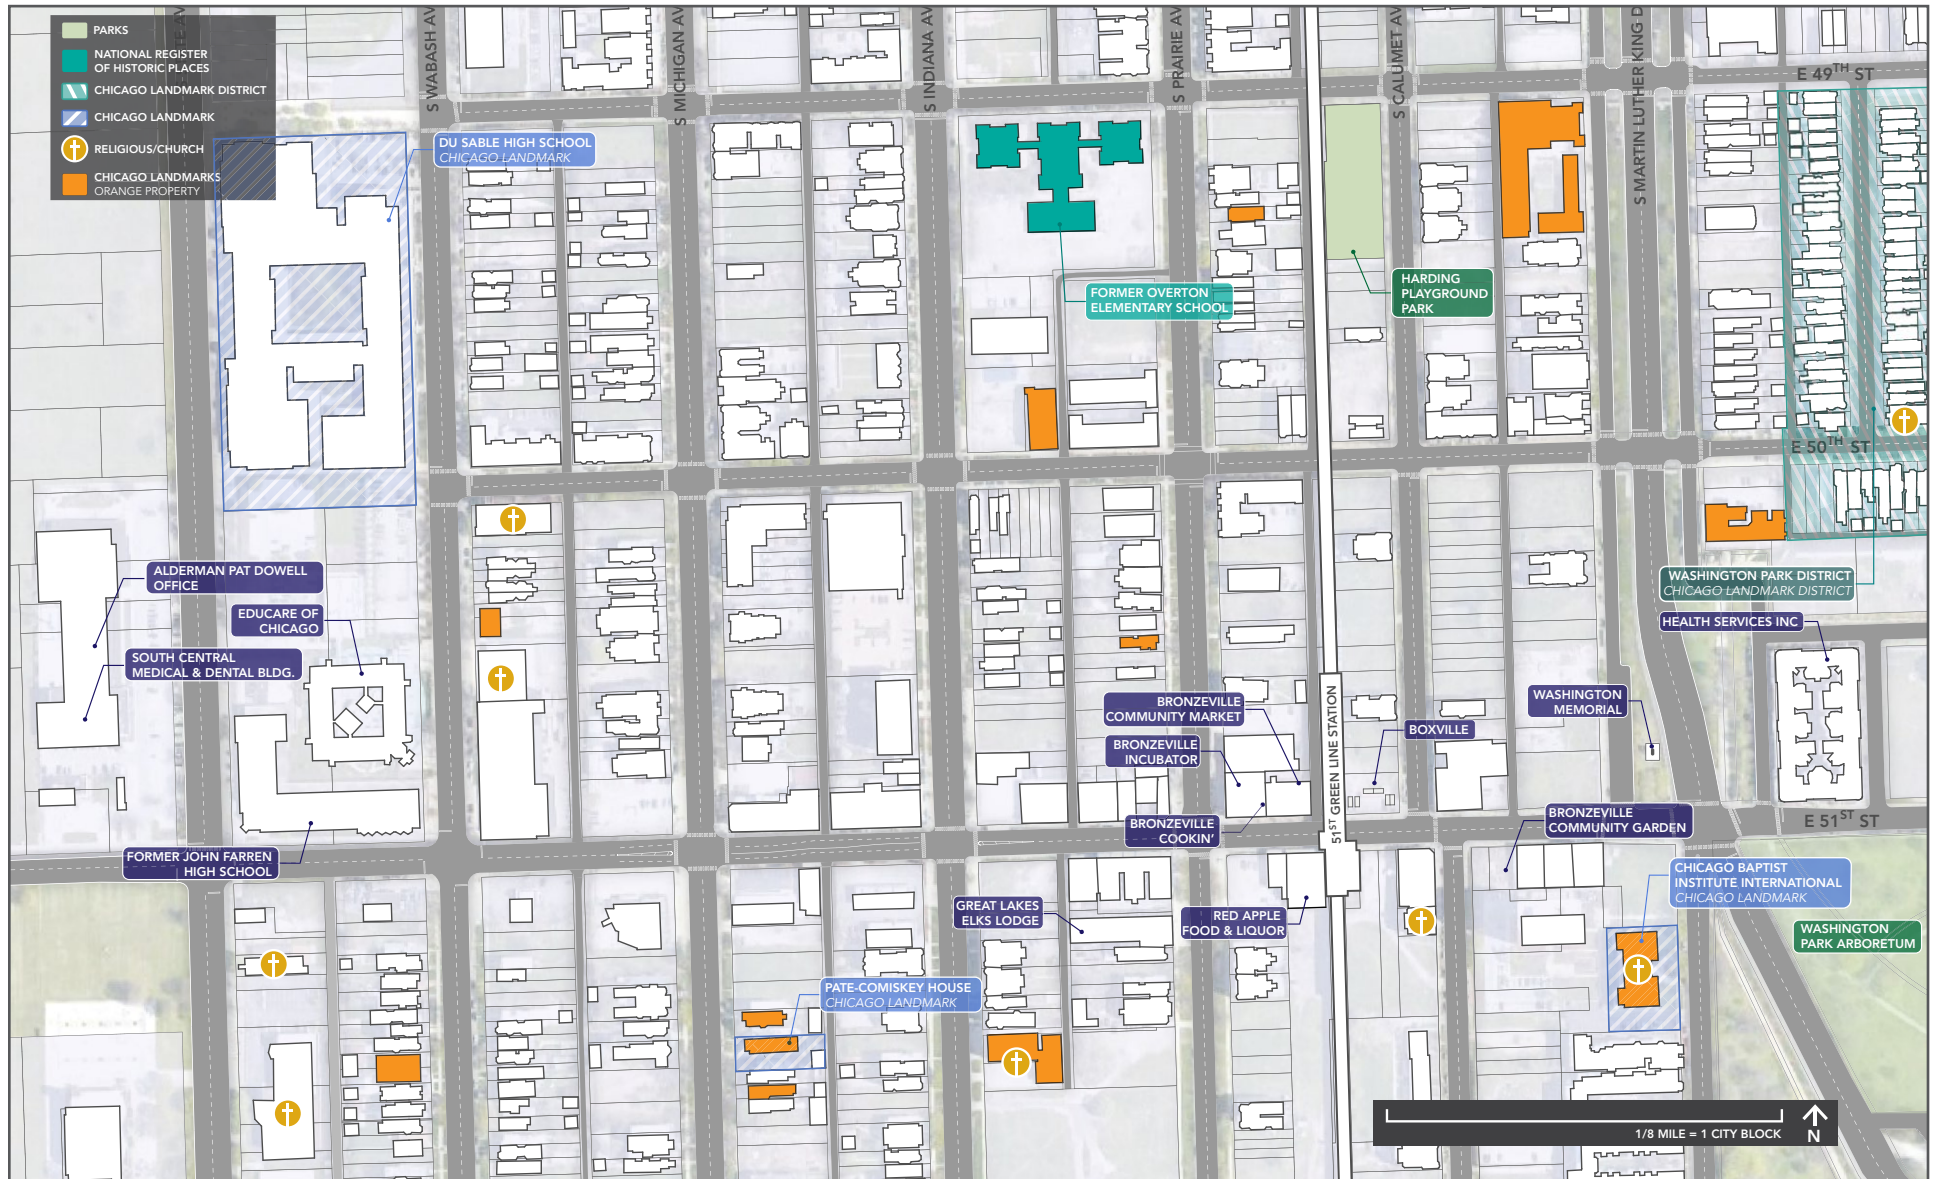 PARKS
NATIONAL REGISTER
OF HISTORIC PLACES
CHICAGO LANDMARK DISTRICT
CHICAGO LANDMARK
RELIGIOUS/CHURCH
CHICAGO LANDMARKS
ORANGE PROPERTY
S WABASH AV
S MICHIGAN AV
S INDIANA AV
S PRAIRIE AV
S CALUMET AV
S MARTIN LUTHER KING D
E 49TH ST
DU SABLE HIGH SCHOOL
CHICAGO LANDMARK
FORMER OVERTON
ELEMENTARY SCHOOL
HARDING
PLAYGROUND
PARK
E 50TH ST
ALDERMAN PAT DOWELL
OFFICE
EDUCARE OF
CHICAGO
SOUTH CENTRAL
MEDICAL & DENTAL BLDG.
WASHINGTON PARK DISTRICT
CHICAGO LANDMARK DISTRICT
HEALTH SERVICES INC
WASHINGTON
MEMORIAL
BRONZEVILLE
COMMUNITY MARKET
BRONZEVILLE
INCUBATOR
BOXVILLE
51ST GREEN LINE STATION
BRONZEVILLE
COOKIN'
BRONZEVILLE
COMMUNITY GARDEN
E 51ST ST
FORMER JOHN FARREN
HIGH SCHOOL
CHICAGO BAPTIST
INSTITUTE INTERNATIONAL
CHICAGO LANDMARK
GREAT LAKES
ELKS LODGE
RED APPLE
FOOD & LIQUOR
WASHINGTON
PARK ARBORETUM
PATE-COMISKEY HOUSE
CHICAGO LANDMARK
1/8 MILE = 1 CITY BLOCK
N